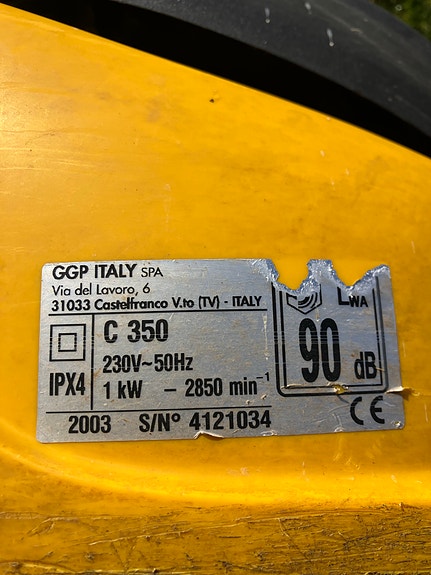 GGP ITALY SPA
Via del Lavoro, 6
31033 Castelfranco V.to (TV) - ITALY
C 350
230V~50Hz
IPX4
1 kW – 2850 min⁻¹
2003 S/N° 4121034
LWA
90 dB
CE